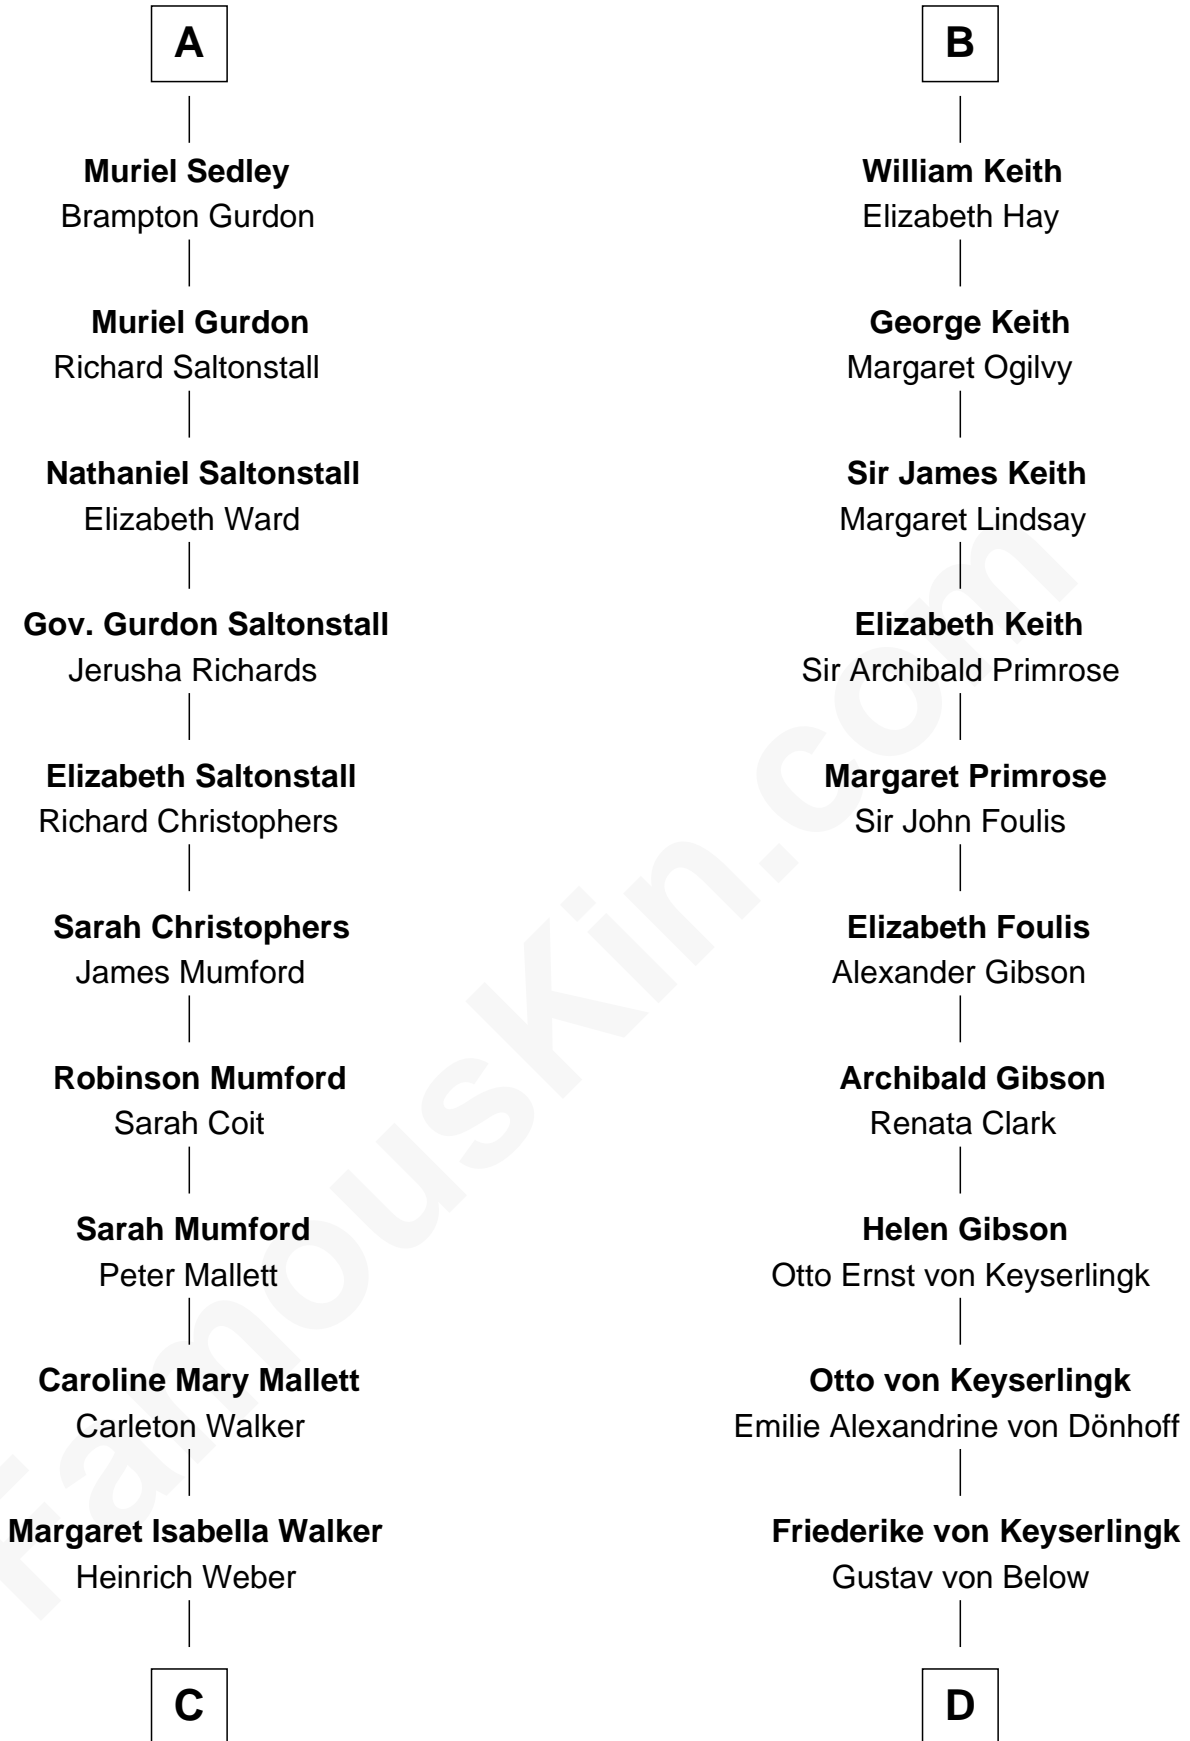 A
Muriel Sedley
Brampton Gurdon
Muriel Gurdon
Richard Saltonstall
Nathaniel Saltonstall
Elizabeth Ward
Gov. Gurdon Saltonstall
Jerusha Richards
Elizabeth Saltonstall
Richard Christophers
Sarah Christophers
James Mumford
Robinson Mumford
Sarah Coit
Sarah Mumford
Peter Mallett
Caroline Mary Mallett
Carleton Walker
Margaret Isabella Walker
Heinrich Weber
C
B
William Keith
Elizabeth Hay
George Keith
Margaret Ogilvy
Sir James Keith
Margaret Lindsay
Elizabeth Keith
Sir Archibald Primrose
Margaret Primrose
Sir John Foulis
Elizabeth Foulis
Alexander Gibson
Archibald Gibson
Renata Clark
Helen Gibson
Otto Ernst von Keyserlingk
Otto von Keyserlingk
Emilie Alexandrine von Dönhoff
Friederike von Keyserlingk
Gustav von Below
D
FamousKin.com